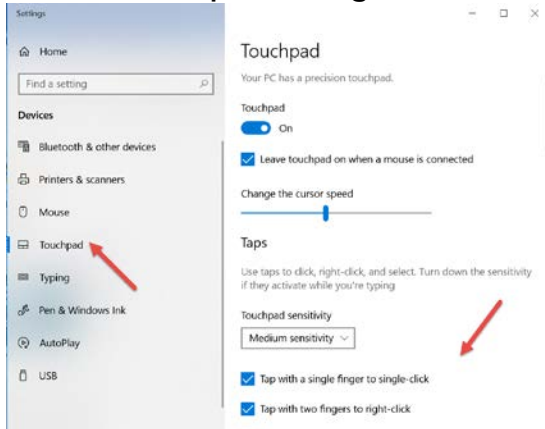 Settings
Home
Find a setting
Devices
Bluetooth & other devices
Printers & scanners
Mouse
Touchpad
Typing
Pen & Windows Ink
AutoPlay
USB
Touchpad
Your PC has a precision touchpad.
Touchpad
On
Leave touchpad on when a mouse is connected
Change the cursor speed
Taps
Use taps to click, right-click, and select. Turn down the sensitivity
if they activate while you're typing
Touchpad sensitivity
Medium sensitivity
Tap with a single finger to single-click
Tap with two fingers to right-click